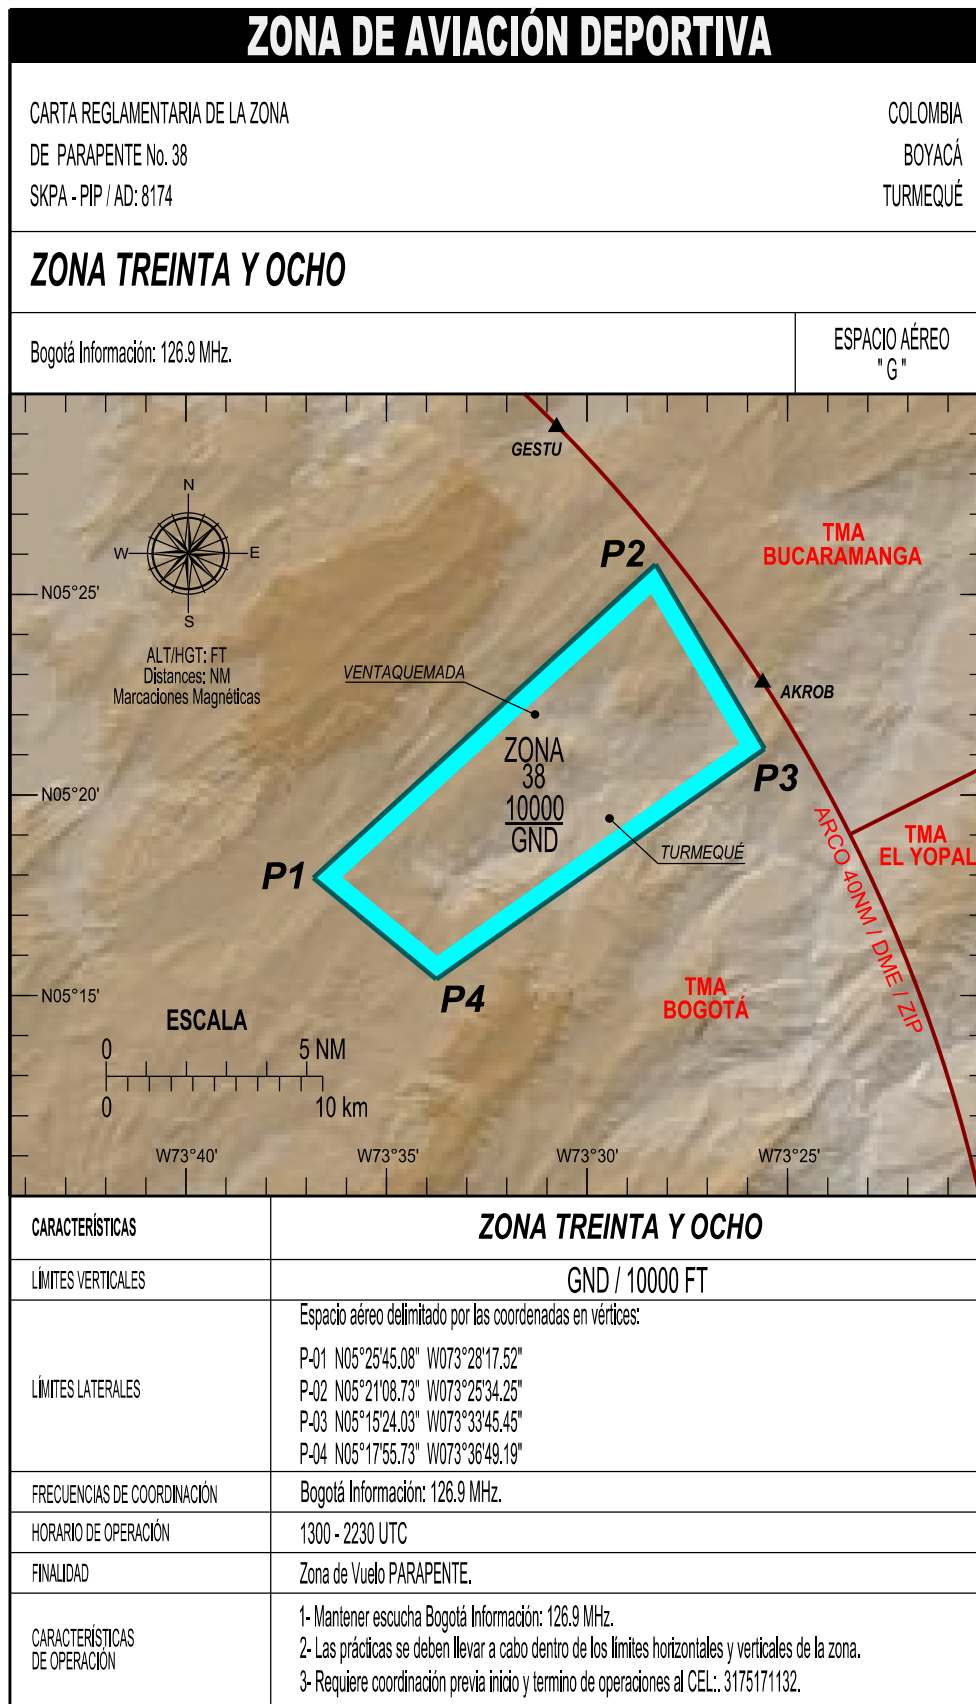 ZONA DE AVIACIÓN DEPORTIVA
CARTA REGLAMENTARIA DE LA ZONA
DE PARAPENTE No. 38
SKPA - PIP / AD: 8174
COLOMBIA
BOYACÁ
TURMEQUÉ
ZONA TREINTA Y OCHO
Bogotá Información: 126.9 MHz.
ESPACIO AÉREO
" G "
GESTU
N
W
E
S
ALT/HGT: FT
Distances: NM
Marcaciones Magnéticas
TMA
BUCARAMANGA
P2
N05°25'
VENTAQUEMADA
AKROB
ZONA
38
10000
GND
P3
N05°20'
TURMEQUÉ
ARCO 40NM / DME / ZIP
TMA
EL YOPAL
P1
P4
N05°15'
TMA
BOGOTÁ
ESCALA
0
5 NM
0
10 km
W73°40'
W73°35'
W73°30'
W73°25'
CARACTERÍSTICAS
ZONA TREINTA Y OCHO
LÍMITES VERTICALES
GND / 10000 FT
LÍMITES LATERALES
Espacio aéreo delimitado por las coordenadas en vértices:
P-01 N05°25'45.08" W073°28'17.52"
P-02 N05°21'08.73" W073°25'34.25"
P-03 N05°15'24.03" W073°33'45.45"
P-04 N05°17'55.73" W073°36'49.19"
FRECUENCIAS DE COORDINACIÓN
Bogotá Información: 126.9 MHz.
HORARIO DE OPERACIÓN
1300 - 2230 UTC
FINALIDAD
Zona de Vuelo PARAPENTE.
CARACTERÍSTICAS
DE OPERACIÓN
1- Mantener escucha Bogotá Información: 126.9 MHz.
2- Las prácticas se deben llevar a cabo dentro de los límites horizontales y verticales de la zona.
3- Requiere coordinación previa inicio y termino de operaciones al CEL:. 3175171132.